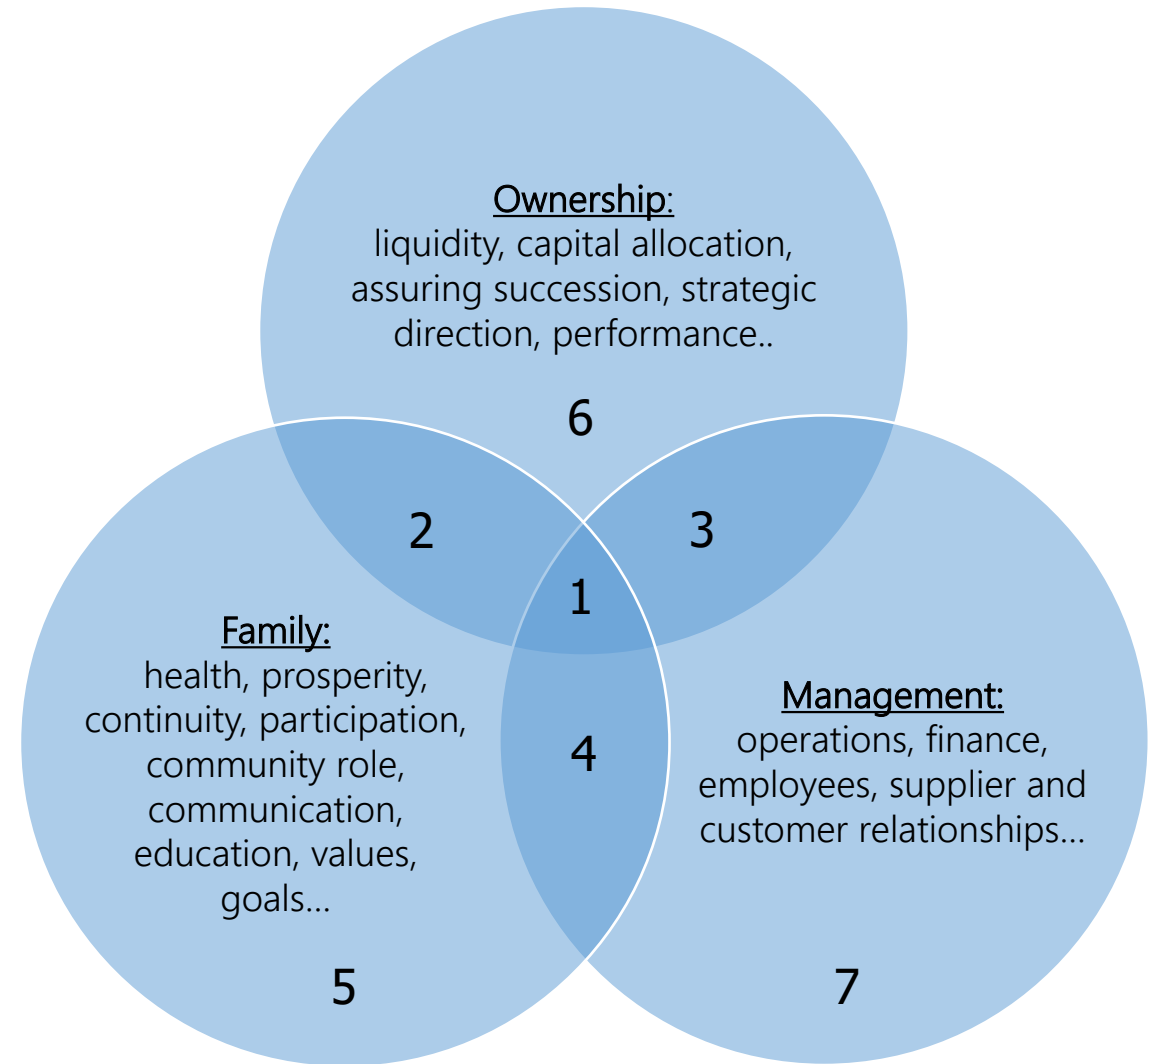 Ownership:
liquidity, capital allocation,
assuring succession, strategic
direction, performance..
6
2
3
1
Family:
health, prosperity,
continuity, participation,
community role,
communication,
education, values,
goals...
4
Management:
operations, finance,
employees, supplier and
customer relationships...
5
7